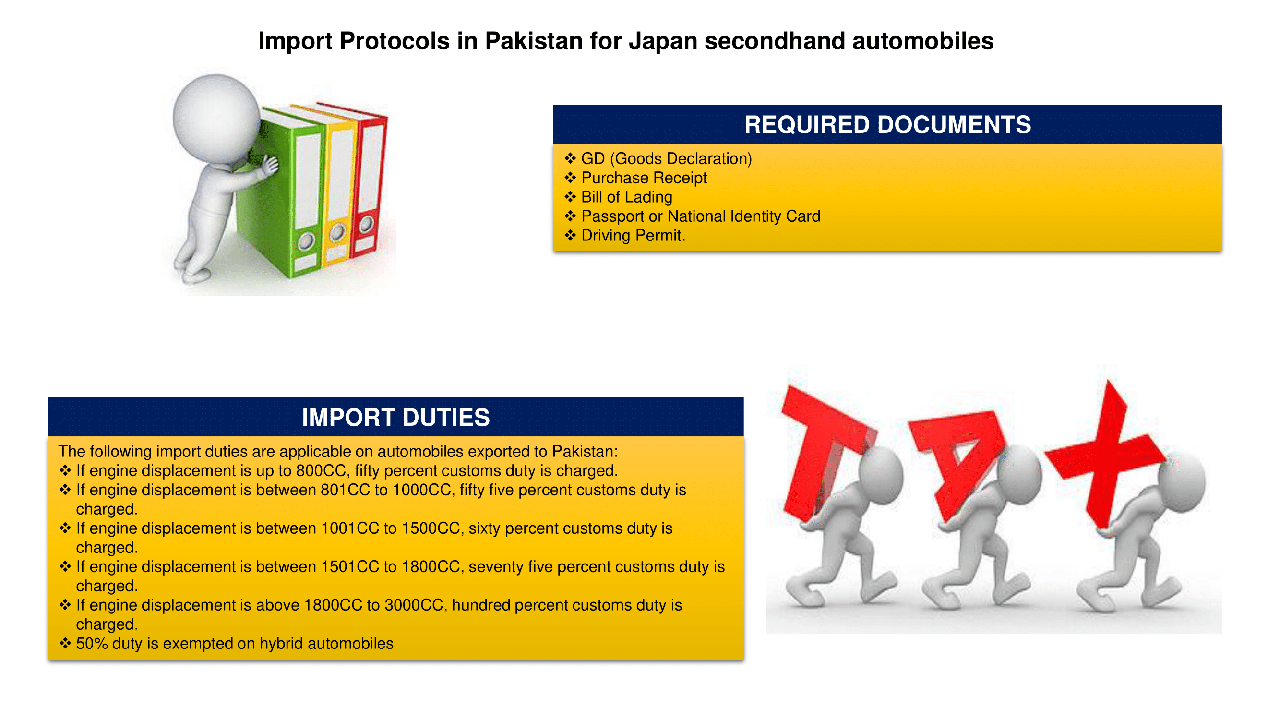 Import Protocols in Pakistan for Japan secondhand automobiles
REQUIRED DOCUMENTS
❖ GD (Goods Declaration)
❖ Purchase Receipt
❖ Bill of Lading
❖ Passport or National Identity Card
❖ Driving Permit.
IMPORT DUTIES
The following import duties are applicable on automobiles exported to Pakistan:
❖ If engine displacement is up to 800CC, fifty percent customs duty is charged.
❖ If engine displacement is between 801CC to 1000CC, fifty five percent customs duty is
charged.
❖ If engine displacement is between 1001CC to 1500CC, sixty percent customs duty is
charged.
❖ If engine displacement is between 1501CC to 1800CC, seventy five percent customs duty is
charged.
❖ If engine displacement is above 1800CC to 3000CC, hundred percent customs duty is
charged.
❖ 50% duty is exempted on hybrid automobiles
TAX